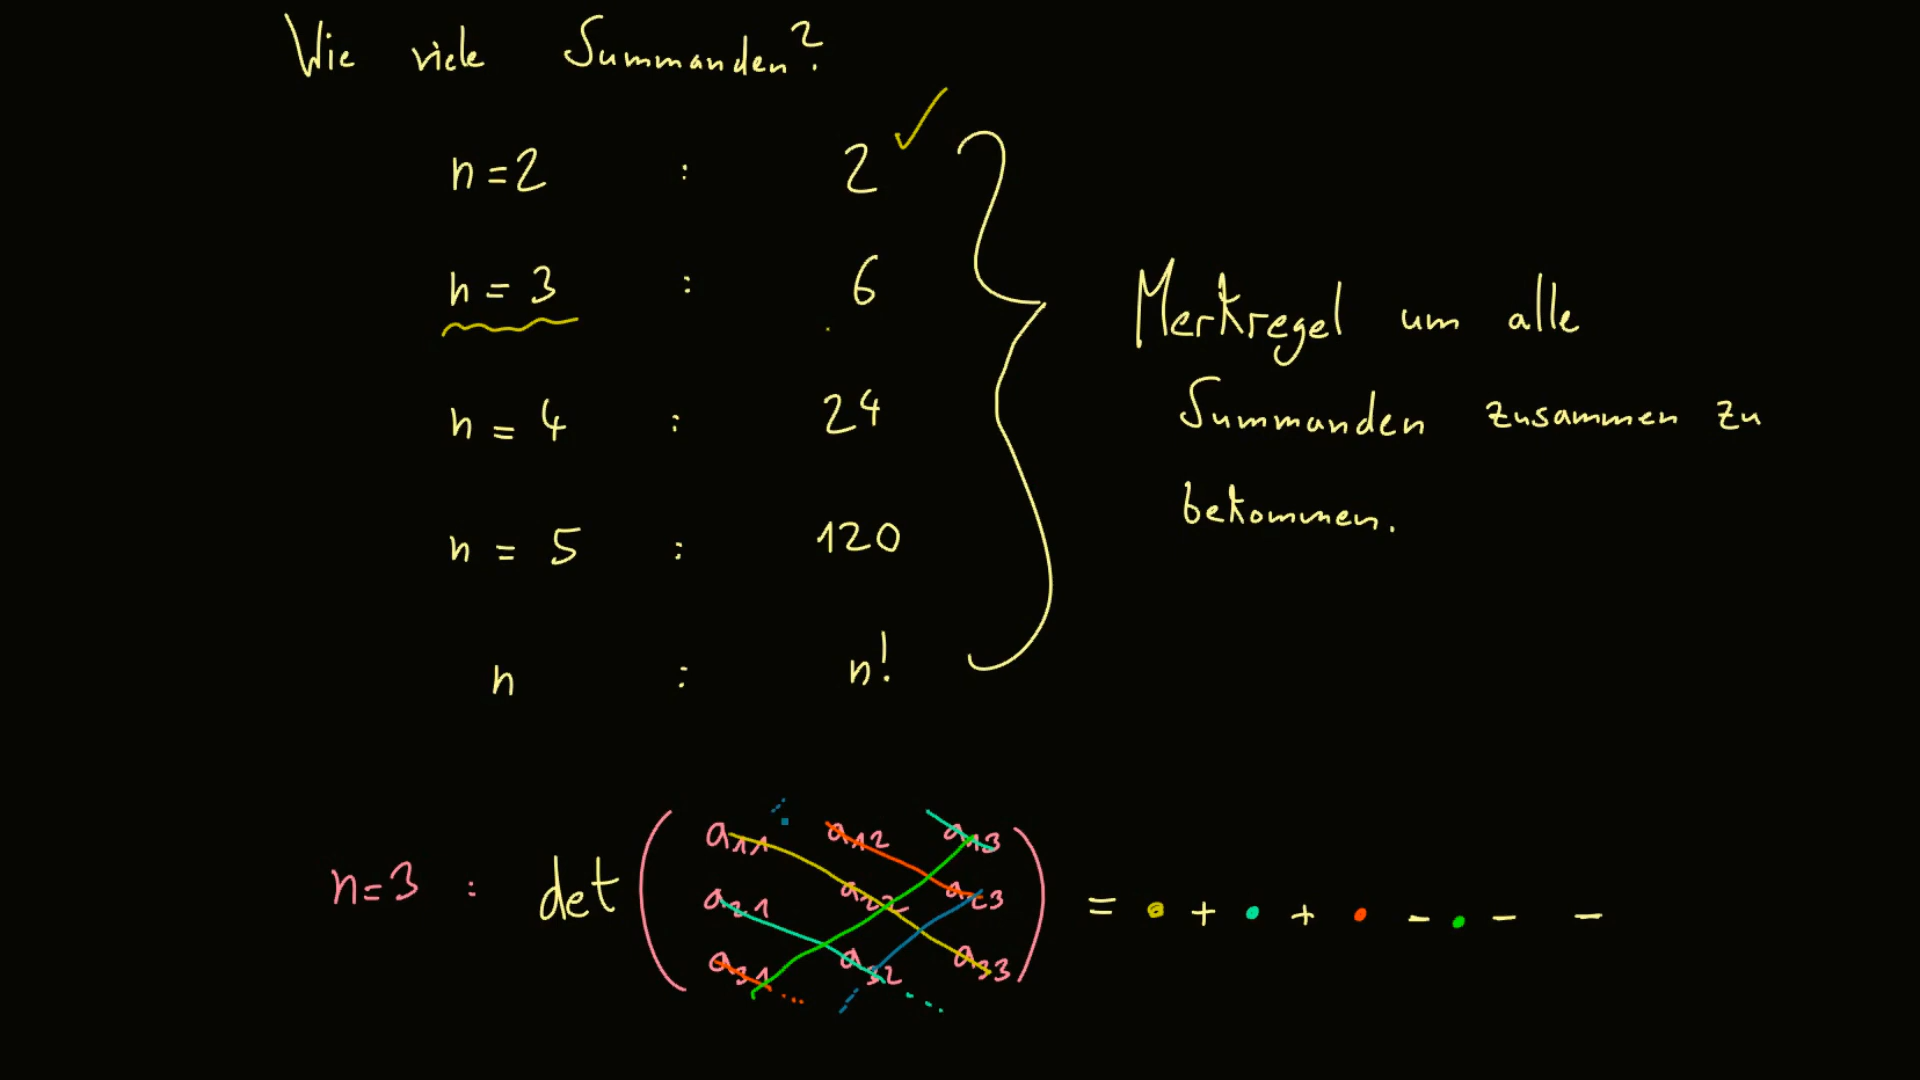 Wie viele Summanden?
n=2 : 2 ✓
n = 3 : 6
n = 4 : 24
n = 5 : 120
n : n!
Merkregel um alle
Summanden zusammen zu
bekommen.
n=3 : det ( a11 a12 a13
a21 a22 a23
a31 a32 a33 ) = • + • + • - • - -